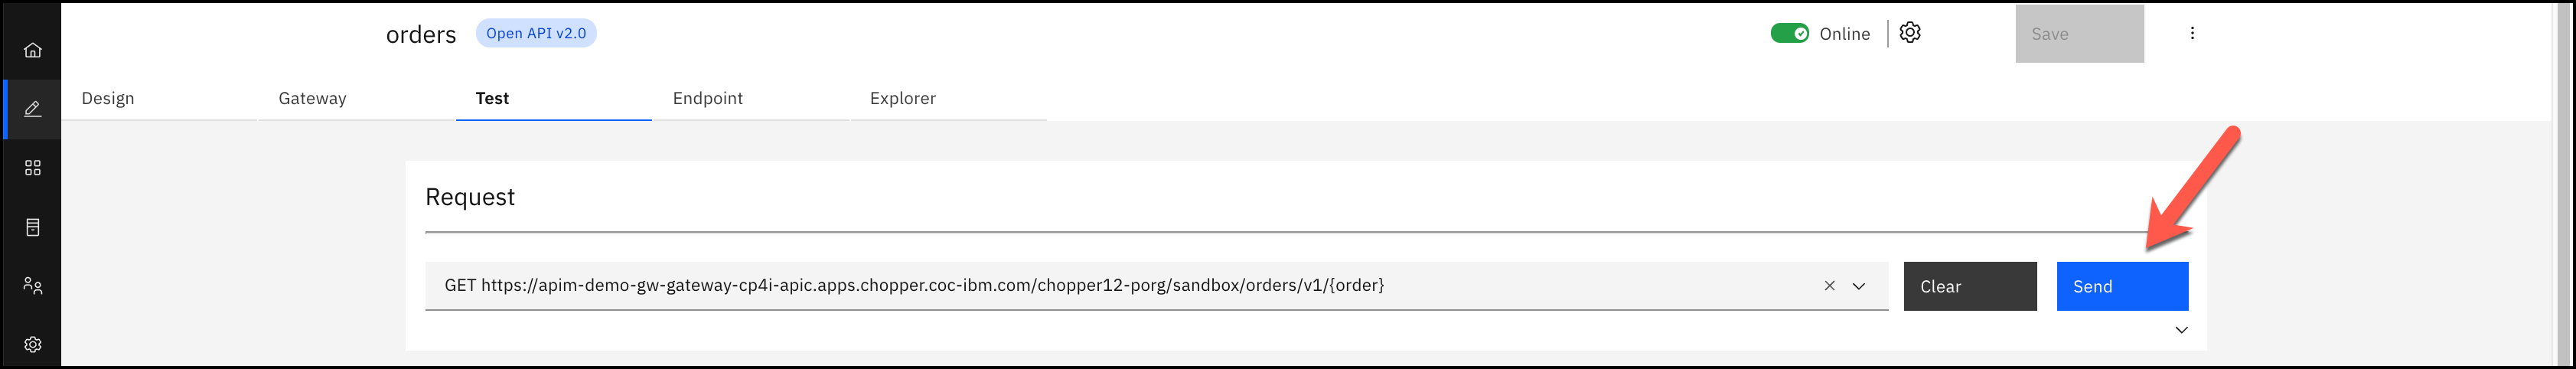 orders Open API v2.0 Online Save
Design Gateway Test Endpoint Explorer
Request
GET https://apim-demo-gw-gateway-cp4i-apic.apps.chopper.coc-ibm.com/chopper12-porg/sandbox/orders/v1/{order} Clear Send